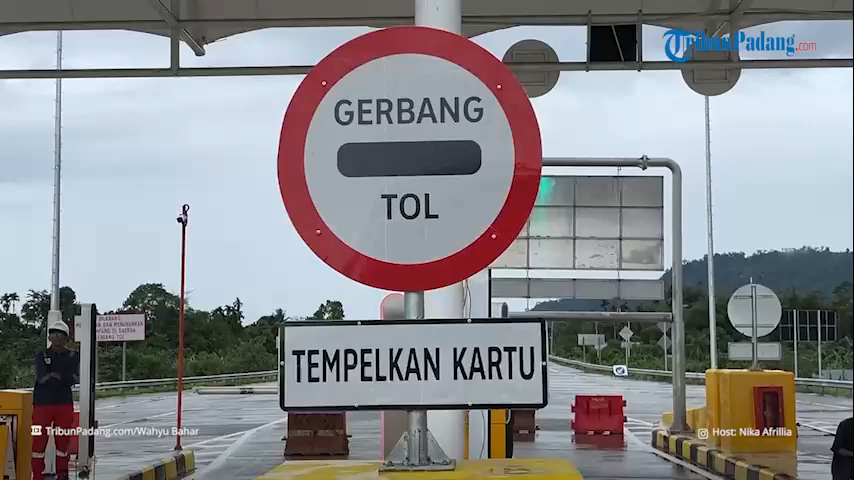 TribunPadang.com
GERBANG
TOL
TEMPELKAN KARTU
TribunPadang.com/Wahyu Bahar
Host: Nika Afrillia